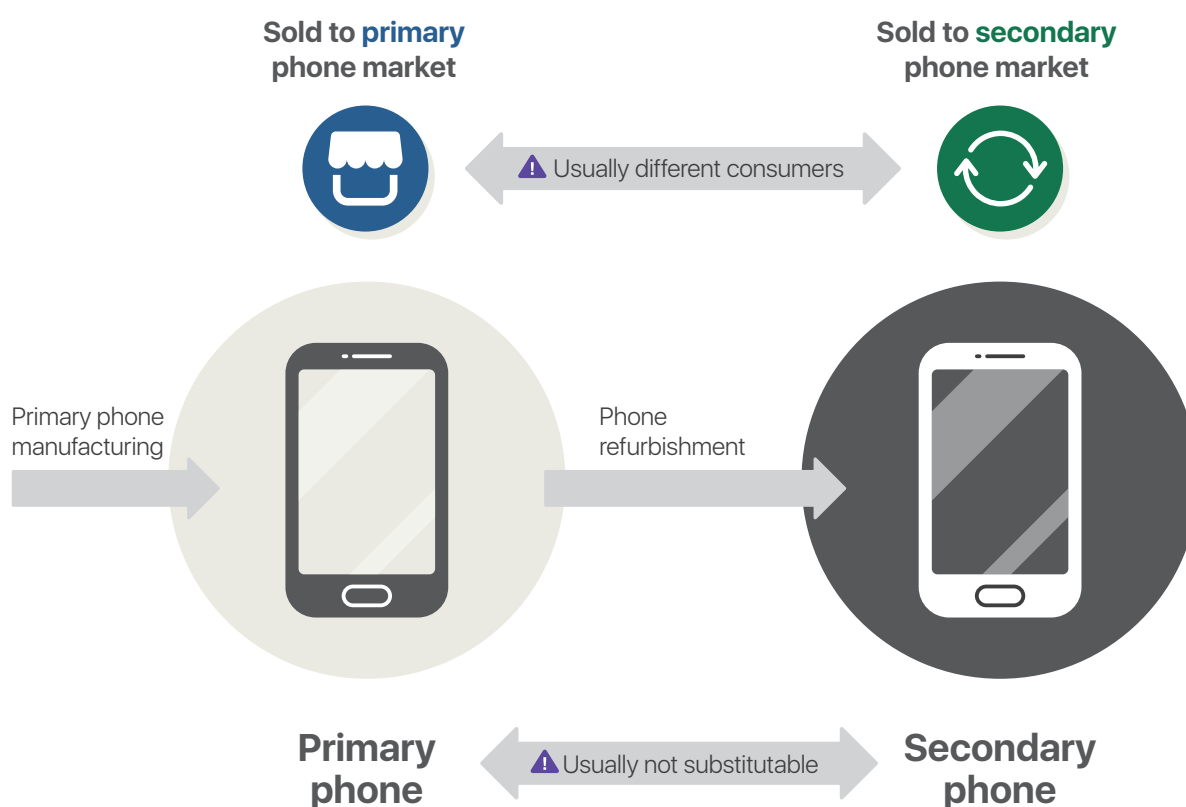 Sold to primary
phone market
Sold to secondary
phone market
Usually different consumers
Primary phone
manufacturing
Phone
refurbishment
Primary
phone
Usually not substitutable
Secondary
phone